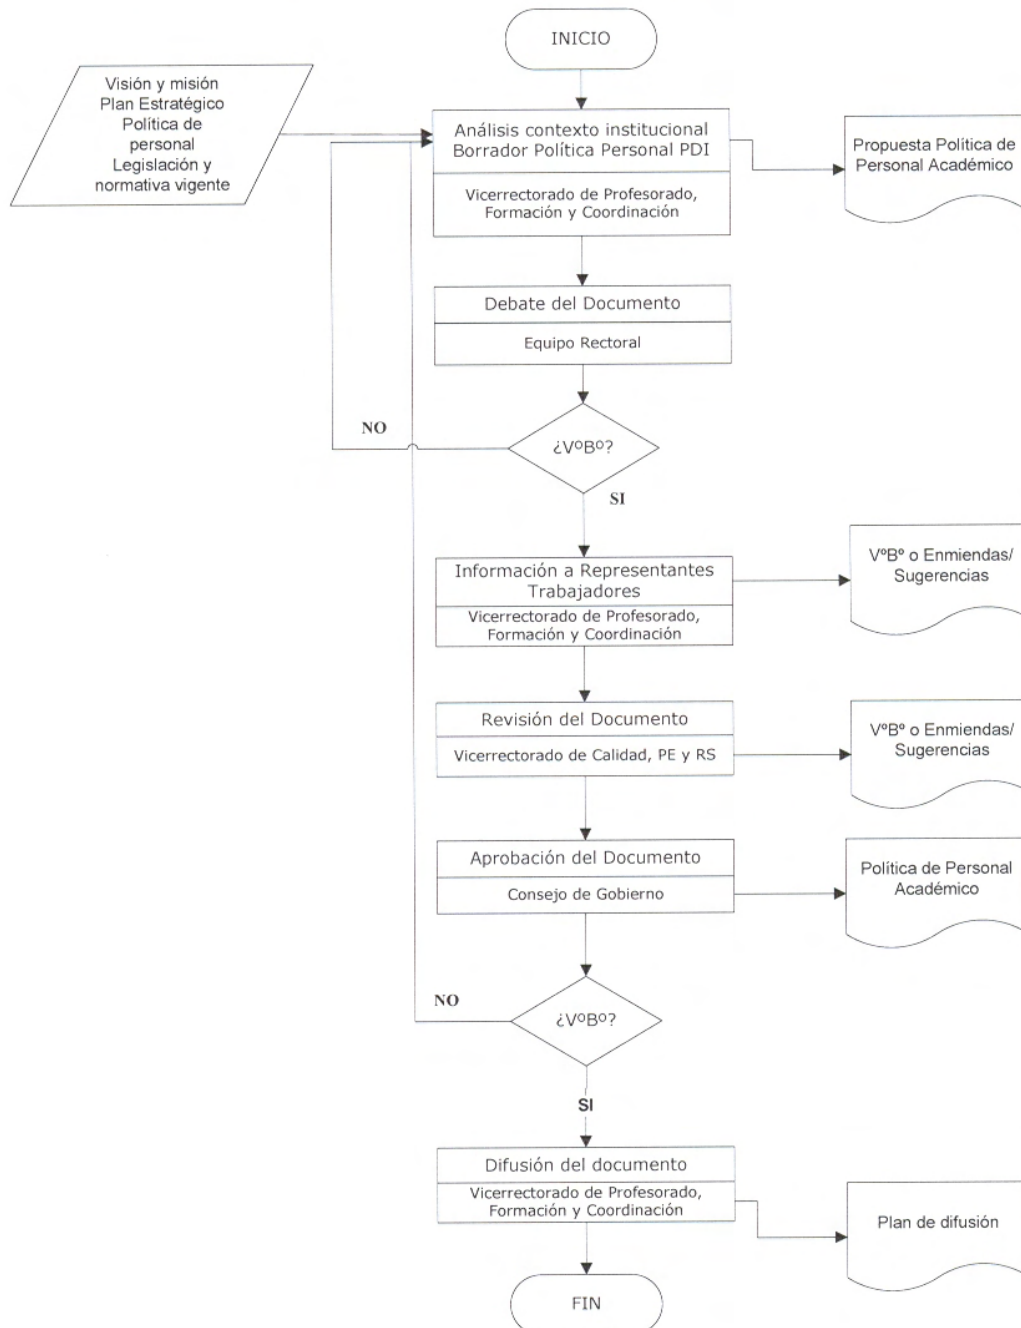 INICIO
Visión y misión
Plan Estratégico
Política de
personal
Legislación y
normativa vigente
Análisis contexto institucional
Borrador Política Personal PDI
Vicerrectorado de Profesorado,
Formación y Coordinación
Propuesta Política de
Personal Académico
Debate del Documento
Equipo Rectoral
NO
¿VºBº?
SI
Información a Representantes
Trabajadores
Vicerrectorado de Profesorado,
Formación y Coordinación
VºBº o Enmiendas/
Sugerencias
Revisión del Documento
Vicerrectorado de Calidad, PE y RS
VºBº o Enmiendas/
Sugerencias
Aprobación del Documento
Consejo de Gobierno
Política de Personal
Académico
NO
¿VºBº?
SI
Difusión del documento
Vicerrectorado de Profesorado,
Formación y Coordinación
Plan de difusión
FIN